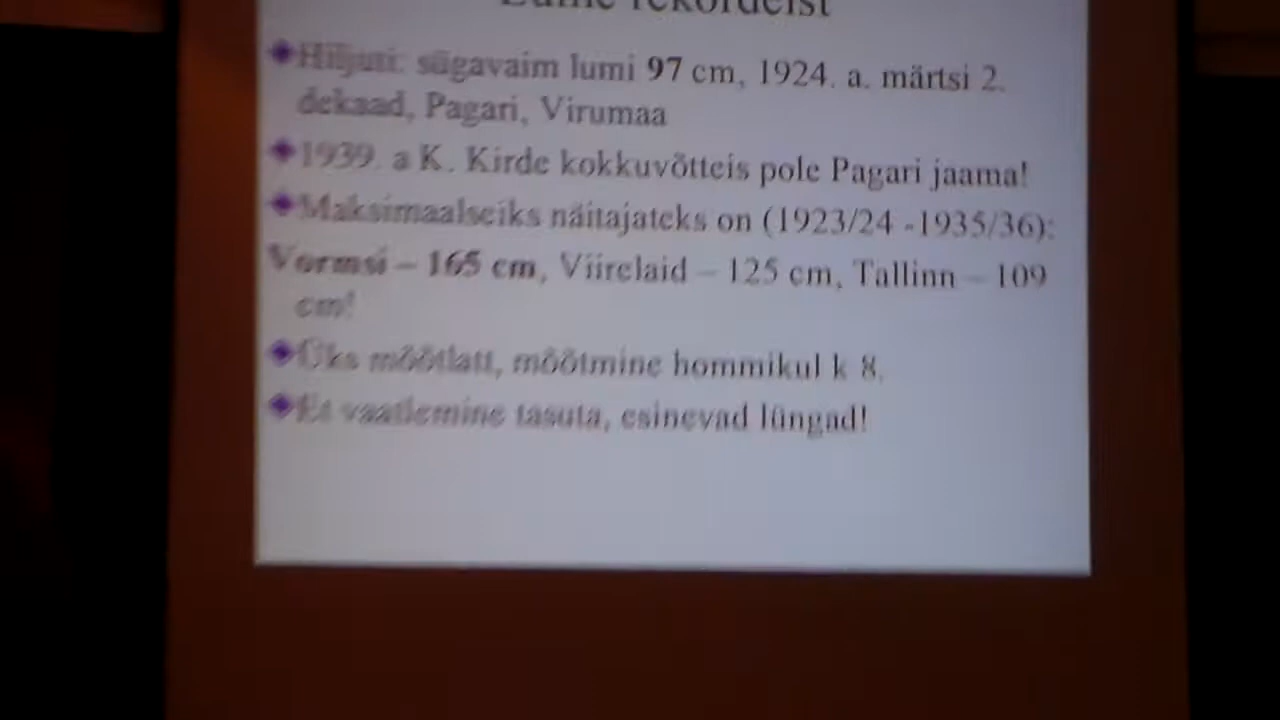 Lume rekordeist
Hiljuti: sügavaim lumi 97 cm, 1924. a. märtsi 2.
dekaad, Pagari, Virumaa
1939. a K. Kirde kokkuvõtteis pole Pagari jaama!
Maksimaalseiks näitajateks on (1923/24 -1935/36):
Vormsi – 165 cm, Viirelaid – 125 cm, Tallinn – 109
cm!
Üks mõõtlatt, mõõtmine hommikul k 8.
Et vaatlemine tasuta, esinevad lüngad!